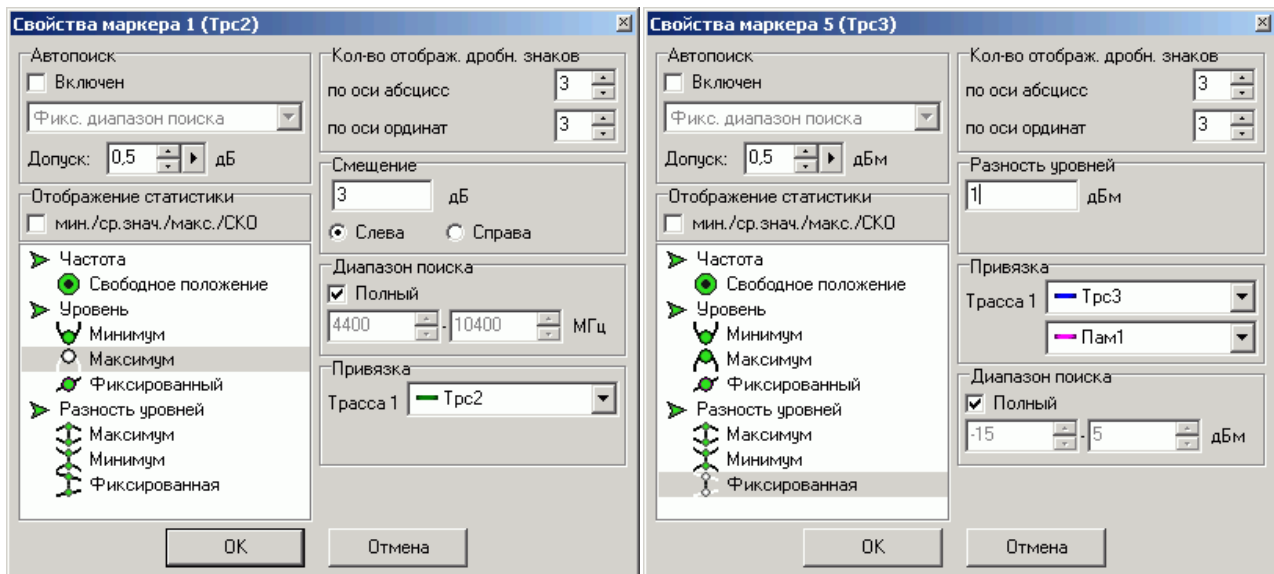 Свойства маркера 1 (Трс2)
Автопоиск
Включен
Фикс. диапазон поиска
Допуск: 0,5 дБ
Отображение статистики
мин./ср.знач./макс./СКО
Частота
Свободное положение
Уровень
Минимум
Максимум
Фиксированный
Разность уровней
Максимум
Минимум
Фиксированная
Кол-во отображ. дробн. знаков
по оси абсцисс 3
по оси ординат 3
Смещение
3 дБ
Слева Справа
Диапазон поиска
Полный
4400 - 10400 МГц
Привязка
Трасса 1 Трс2
OK Отмена
Свойства маркера 5 (Трс3)
Автопоиск
Включен
Фикс. диапазон поиска
Допуск: 0,5 дБм
Отображение статистики
мин./ср.знач./макс./СКО
Частота
Свободное положение
Уровень
Минимум
Максимум
Фиксированный
Разность уровней
Максимум
Минимум
Фиксированная
Кол-во отображ. дробн. знаков
по оси абсцисс 3
по оси ординат 3
Разность уровней
1 дБм
Привязка
Трасса 1 Трс3
Пам1
Диапазон поиска
Полный
-15 - 5 дБм
OK Отмена